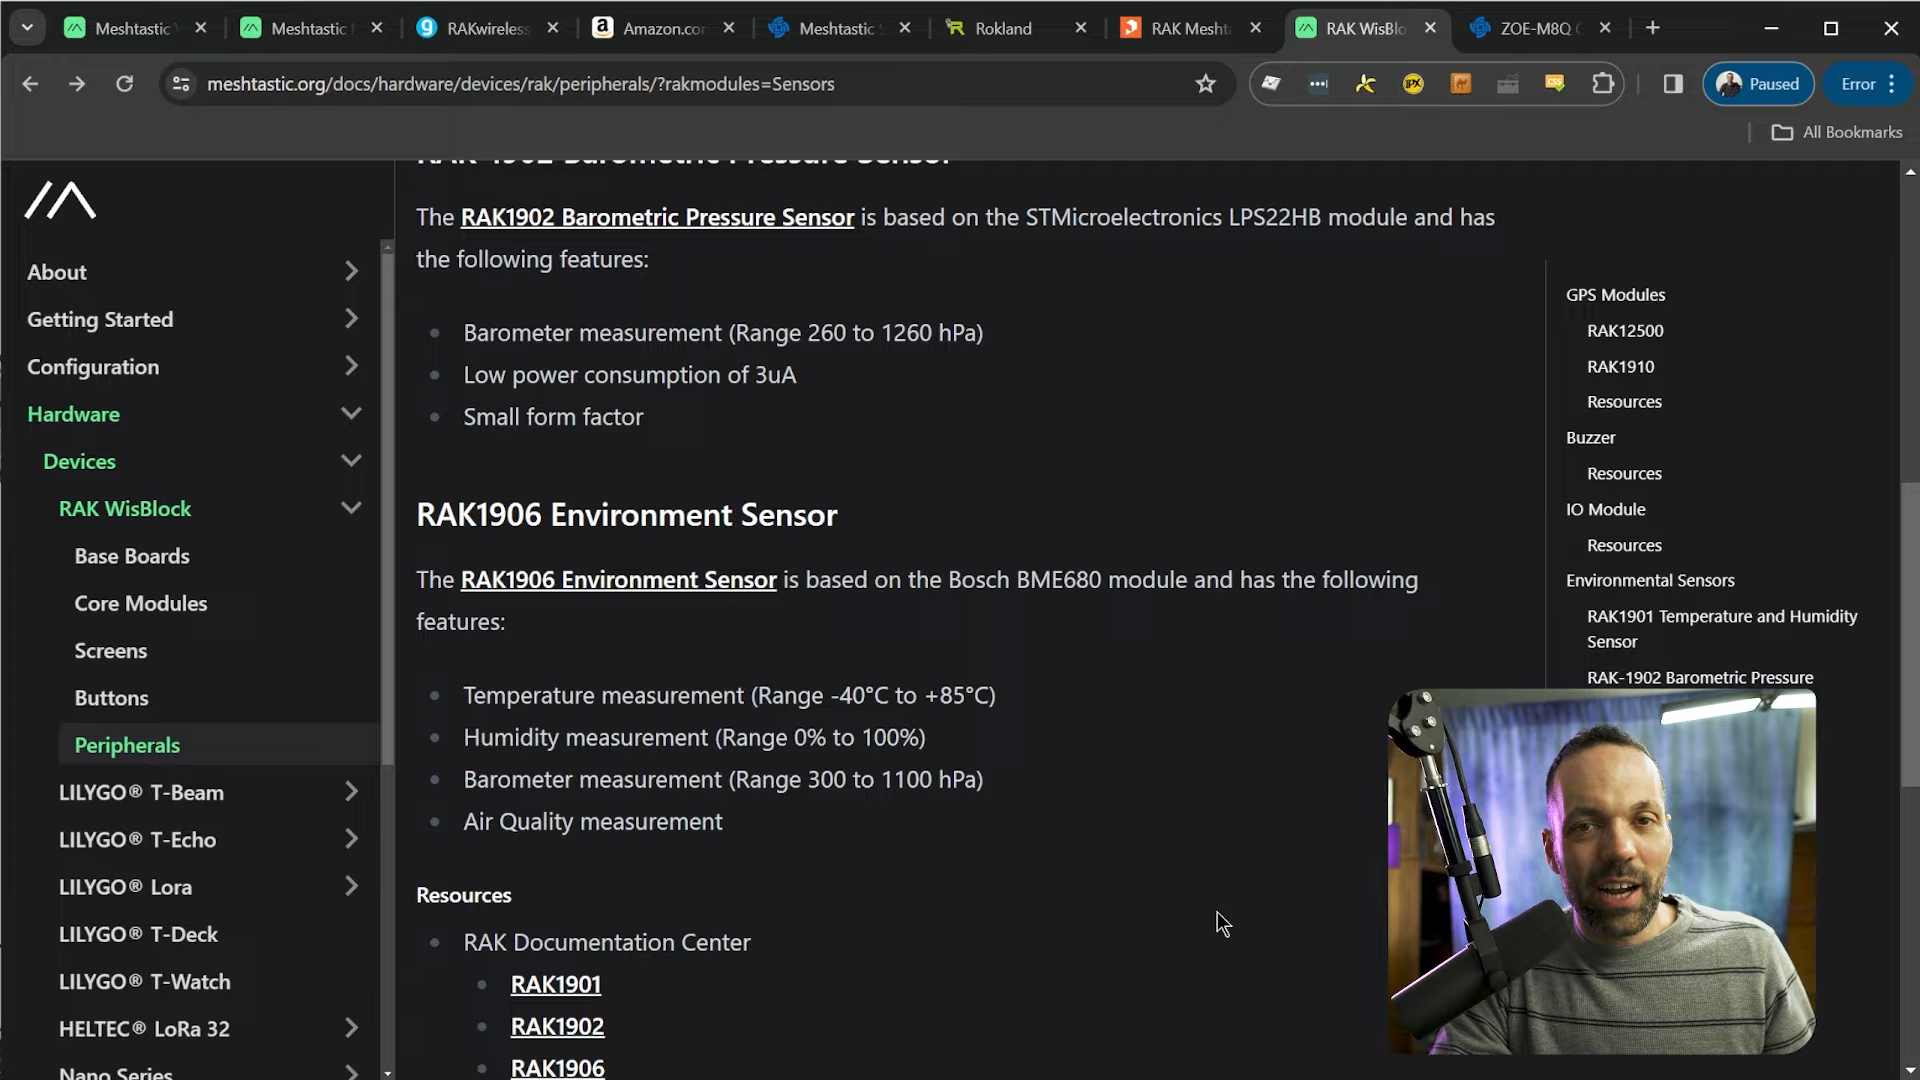 Meshtastic
Meshtastic
RAKwireless
Amazon.co
Meshtastic
Rokland
RAK Mesht
RAK WisBlo
ZOE-M8Q
meshtastic.org/docs/hardware/devices/rak/peripherals/?rakmodules=Sensors
Paused
Error
All Bookmarks
About
Getting Started
Configuration
Hardware
Devices
RAK WisBlock
Base Boards
Core Modules
Screens
Buttons
Peripherals
LILYGO® T-Beam
LILYGO® T-Echo
LILYGO® Lora
LILYGO® T-Deck
LILYGO® T-Watch
HELTEC® LoRa 32
Nano Series
RAK-1902 Barometric Pressure Sensor
The RAK1902 Barometric Pressure Sensor is based on the STMicroelectronics LPS22HB module and has
the following features:
Barometer measurement (Range 260 to 1260 hPa)
Low power consumption of 3uA
Small form factor
RAK1906 Environment Sensor
The RAK1906 Environment Sensor is based on the Bosch BME680 module and has the following
features:
Temperature measurement (Range -40°C to +85°C)
Humidity measurement (Range 0% to 100%)
Barometer measurement (Range 300 to 1100 hPa)
Air Quality measurement
Resources
RAK Documentation Center
RAK1901
RAK1902
RAK1906
GPS Modules
RAK12500
RAK1910
Resources
Buzzer
Resources
IO Module
Resources
Environmental Sensors
RAK1901 Temperature and Humidity
Sensor
RAK-1902 Barometric Pressure